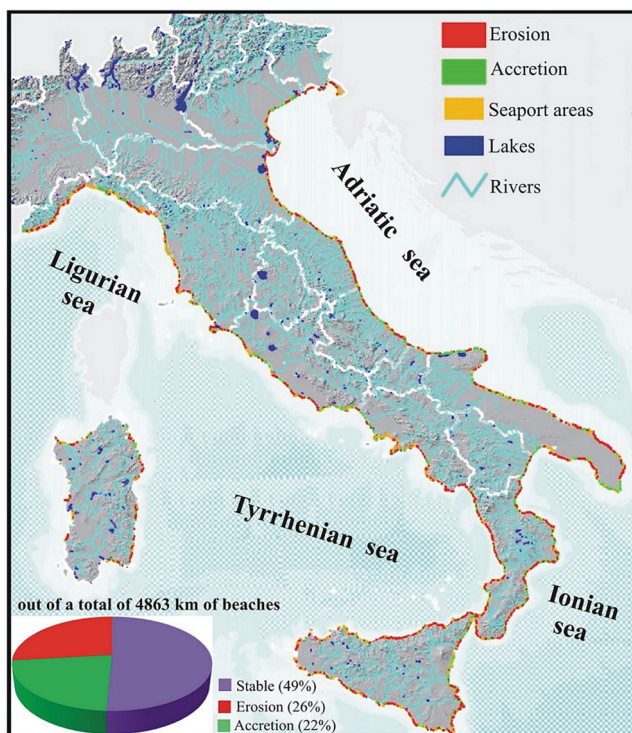 Erosion
Accretion
Seaport areas
Lakes
Rivers
Adriatic sea
Ligurian
sea
Tyrrhenian sea
Ionian
sea
out of a total of 4863 km of beaches
Stable (49%)
Erosion (26%)
Accretion (22%)